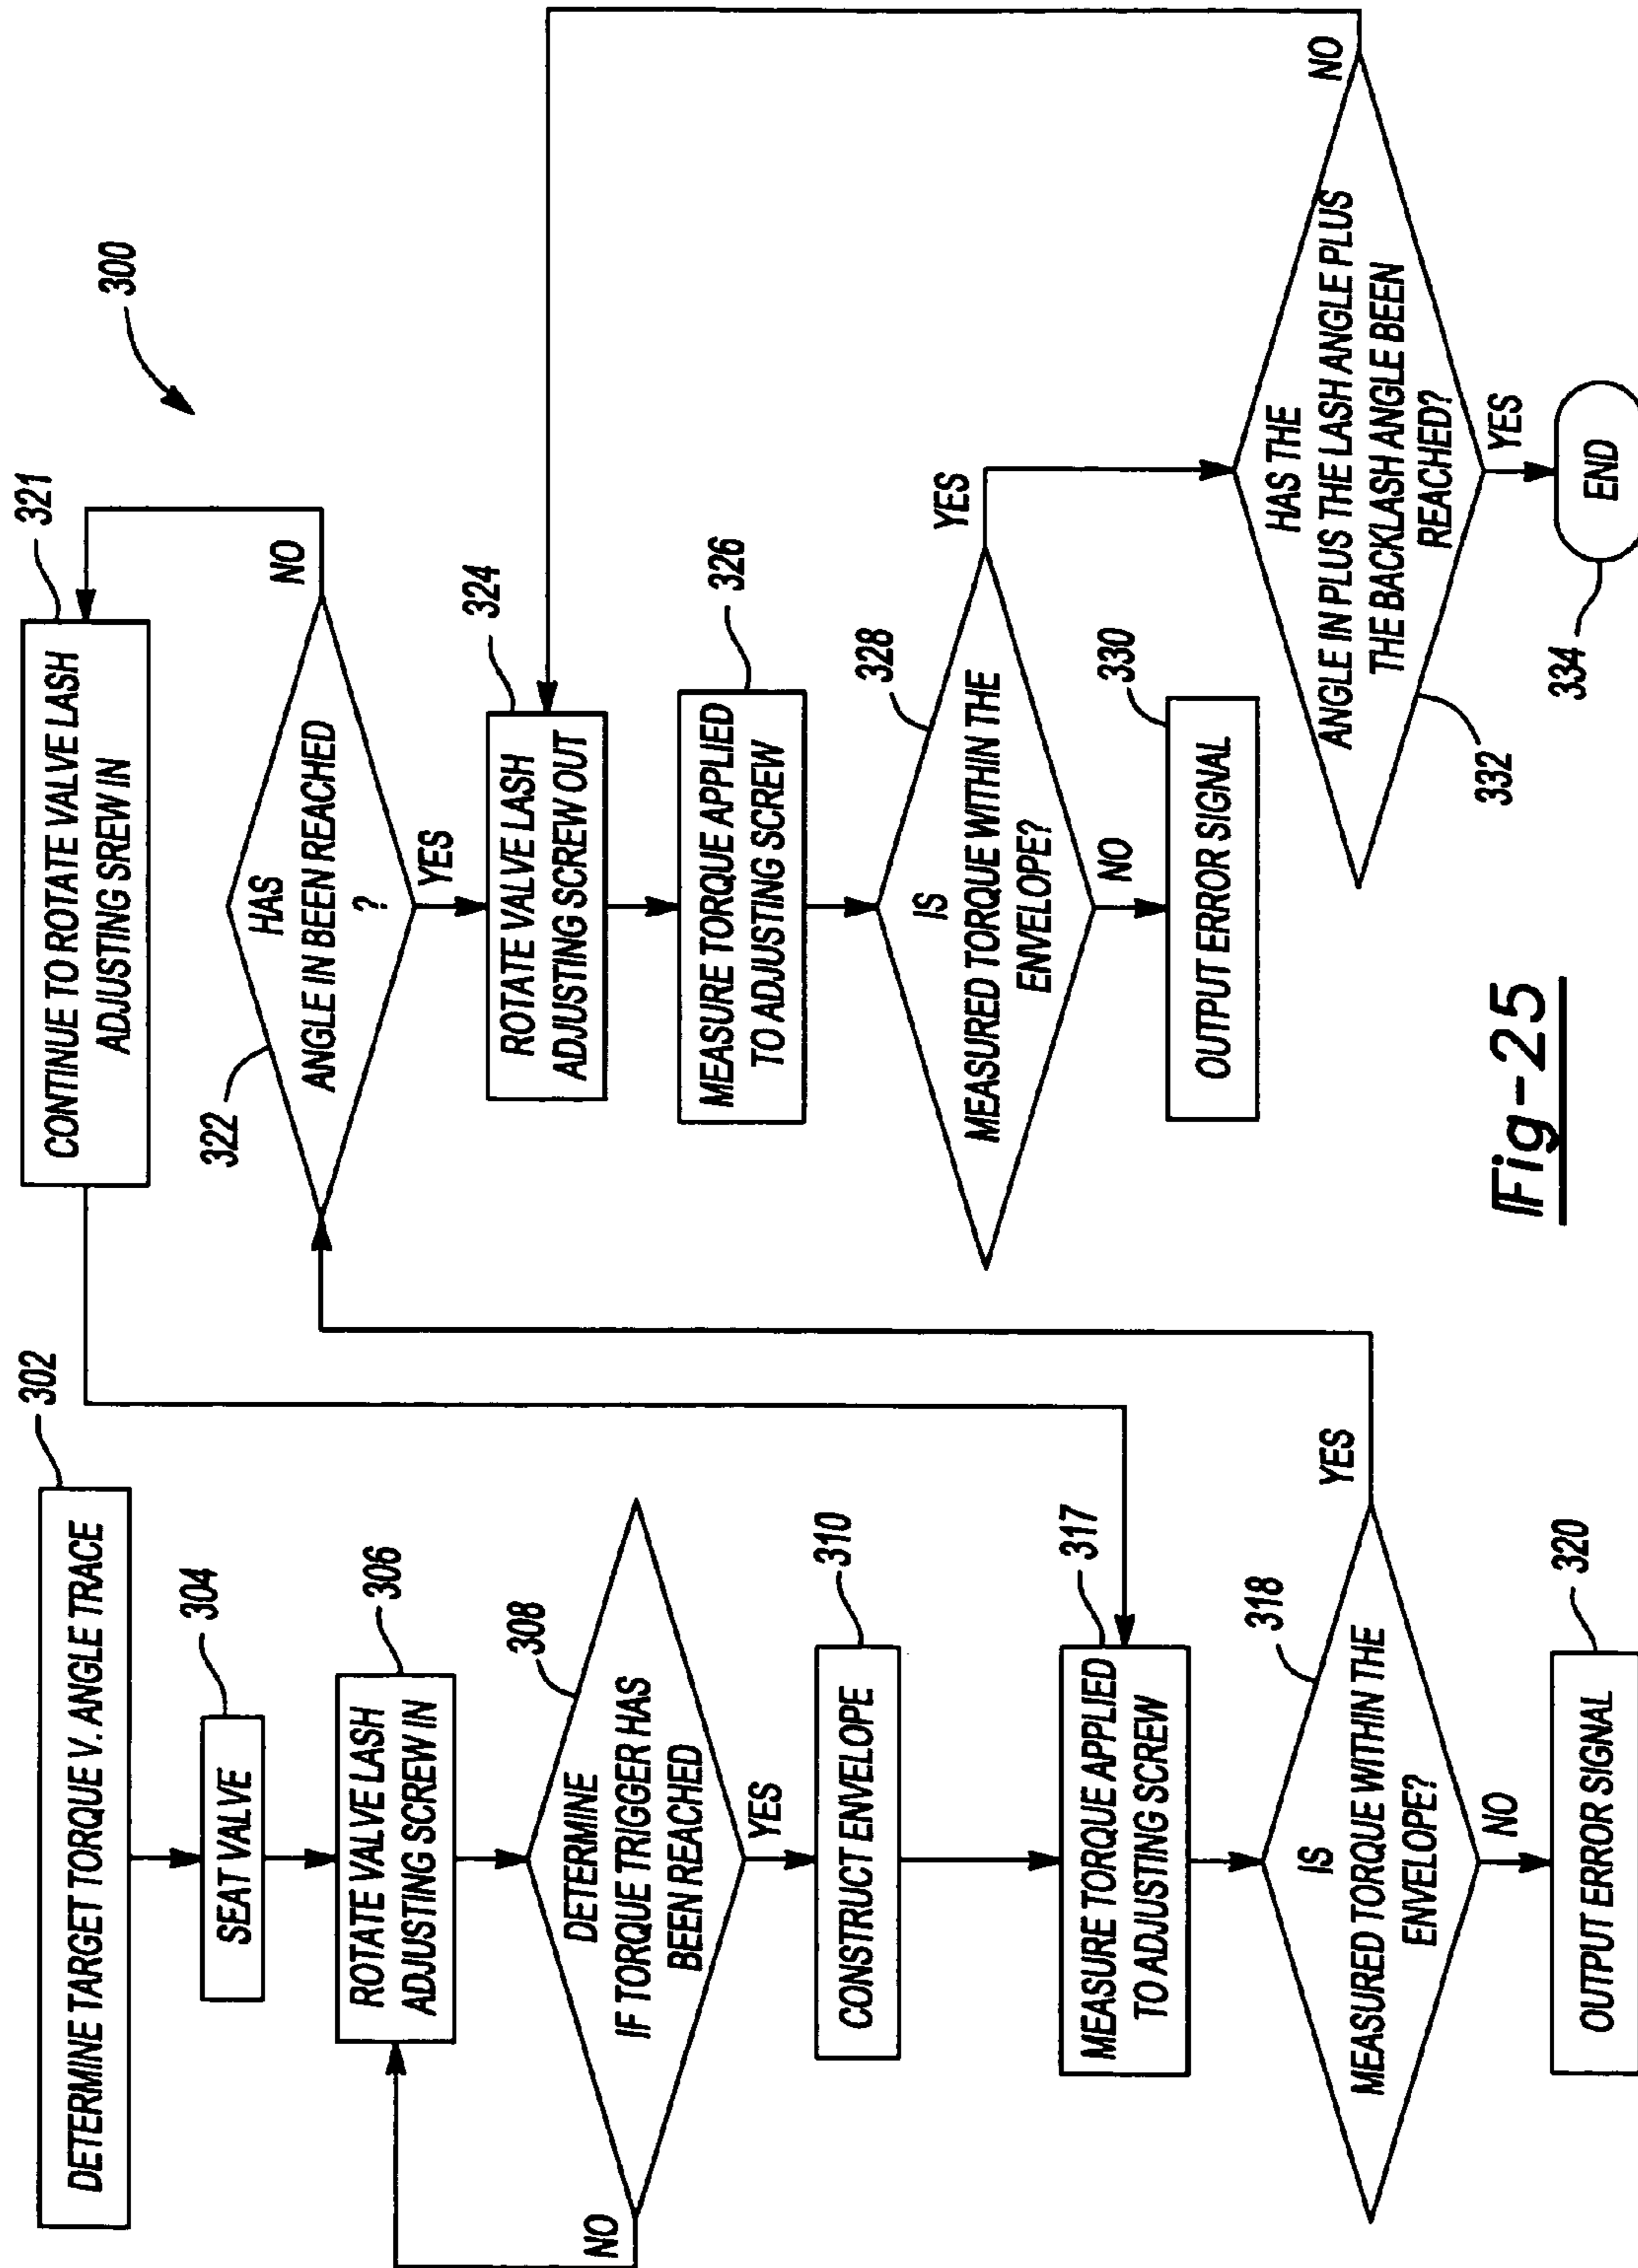 302
DETERMINE TARGET TORQUE V. ANGLE TRACE
304
SEAT VALVE
306
ROTATE VALVE LASH
ADJUSTING SCREW IN
308
DETERMINE
IF TORQUE TRIGGER HAS
BEEN REACHED
NO
YES
310
CONSTRUCT ENVELOPE
317
MEASURE TORQUE APPLIED
TO ADJUSTING SCREW
318
IS
MEASURED TORQUE WITHIN THE
ENVELOPE?
YES
NO
320
OUTPUT ERROR SIGNAL
300
321
CONTINUE TO ROTATE VALVE LASH
ADJUSTING SREW IN
322
HAS
ANGLE IN BEEN REACHED
?
NO
YES
324
ROTATE VALVE LASH
ADJUSTING SCREW OUT
326
MEASURE TORQUE APPLIED
TO ADJUSTING SCREW
328
IS
MEASURED TORQUE WITHIN THE
ENVELOPE?
YES
NO
330
OUTPUT ERROR SIGNAL
332
HAS THE
ANGLE IN PLUS THE LASH ANGLE PLUS
THE BACKLASH ANGLE BEEN
REACHED?
NO
YES
334
END
Fig-25